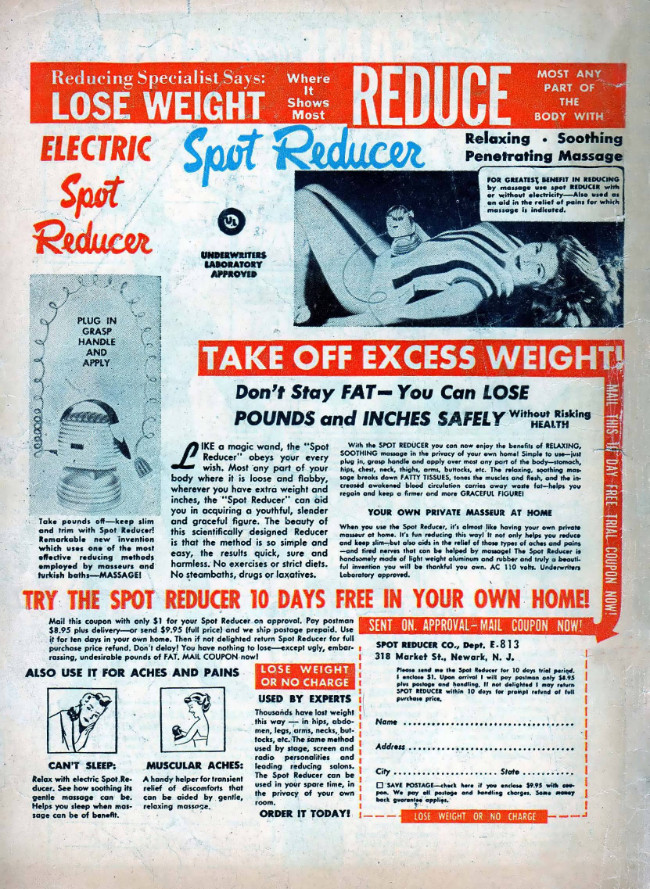 Reducing Specialist Says:
LOSE WEIGHT
Where
It
Shows
Most
REDUCE
MOST ANY
PART OF
THE
BODY WITH
ELECTRIC
Spot
Reducer
Spot Reducer
Relaxing • Soothing
Penetrating Massage
FOR GREATEST BENEFIT IN REDUCING
by massage use spot REDUCER with
or without electricity—Also used as
an aid in the relief of pains for which
massage is indicated.
UL
UNDERWRITERS
LABORATORY
APPROVED
PLUG IN
GRASP
HANDLE
AND
APPLY
Take pounds off—keep slim
and trim with Spot Reducer!
Remarkable new invention
which uses one of the most
effective reducing methods
employed by masseurs and
turkish baths—MASSAGE!
TAKE OFF EXCESS WEIGHT!
Don't Stay FAT—You Can LOSE
POUNDS and INCHES SAFELY Without Risking
HEALTH
LIKE a magic wand, the "Spot
Reducer" obeys your every
wish. Most any part of your
body where it is loose and flabby,
wherever you have extra weight and
inches, the "Spot Reducer" can aid
you in acquiring a youthful, slender
and graceful figure. The beauty of
this scientifically designed Reducer
is that the method is so simple and
easy, the results quick, sure and
harmless. No exercises or strict diets.
No steambaths, drugs or laxatives.
With the SPOT REDUCER you can now enjoy the benefits of RELAXING,
SOOTHING massage in the privacy of your own home! Simple to use—just
plug in, grasp handle and apply over most any part of the body—stomach,
hips, chest, neck, thighs, arms, buttocks, etc. The relaxing, soothing mas-
sage breaks down FATTY TISSUES, tones the muscles and flesh, and the in-
creased awakened blood circulation carries away waste fat—helps you
regain and keep a firmer and more GRACEFUL FIGURE!
YOUR OWN PRIVATE MASSEUR AT HOME
When you use the Spot Reducer, it's almost like having your own private
masseur at home. It's fun reducing this way! It not only helps you reduce
and keep slim—but also aids in the relief of those types of aches and pains
—and tired nerves that can be helped by massage! The Spot Reducer is
handsomely made of light weight aluminum and rubber and truly a beauti-
ful invention you will be thankful you own. AC 110 volts. Underwriters
Laboratory approved.
MAIL THIS 10 DAY FREE TRIAL COUPON NOW!
TRY THE SPOT REDUCER 10 DAYS FREE IN YOUR OWN HOME!
Mail this coupon with only $1 for your Spot Reducer on approval. Pay postman
$8.95 plus delivery—or send $9.95 (full price) and we ship postage prepaid. Use
it for ten days in your own home. Then if not delighted return Spot Reducer for full
purchase price refund. Don't delay! You have nothing to lose—except ugly, embar-
rassing, undesirable pounds of FAT. MAIL COUPON now!
ALSO USE IT FOR ACHES AND PAINS
CAN'T SLEEP:
Relax with electric Spot Re-
ducer. See how soothing its
gentle massage can be.
Helps you sleep when mas-
sage can be of benefit.
MUSCULAR ACHES:
A handy helper for transient
relief of discomforts that
can be aided by gentle,
relaxing massage.
LOSE WEIGHT
OR NO CHARGE
USED BY EXPERTS
Thousands have lost weight
this way — in hips, abdo-
men, legs, arms, necks, but-
tocks, etc. The same method
used by stage, screen and
radio personalities and
leading reducing salons.
The Spot Reducer can be
used in your spare time, in
the privacy of your own
room.
ORDER IT TODAY!
SENT ON APPROVAL—MAIL COUPON NOW!
SPOT REDUCER CO., Dept. E-813
318 Market St., Newark, N. J.
Please send me the Spot Reducer for 10 days trial period.
I enclose $1. Upon arrival I will pay postman only $8.95
plus postage and handling. If not delighted I may return
SPOT REDUCER within 10 days for prompt refund of full
purchase price.
Name
Address
City State
SAVE POSTAGE—check here if you enclose $9.95 with cou-
pon. We pay all postage and handling charges. Same money
back guarantee applies.
LOSE WEIGHT OR NO CHARGE